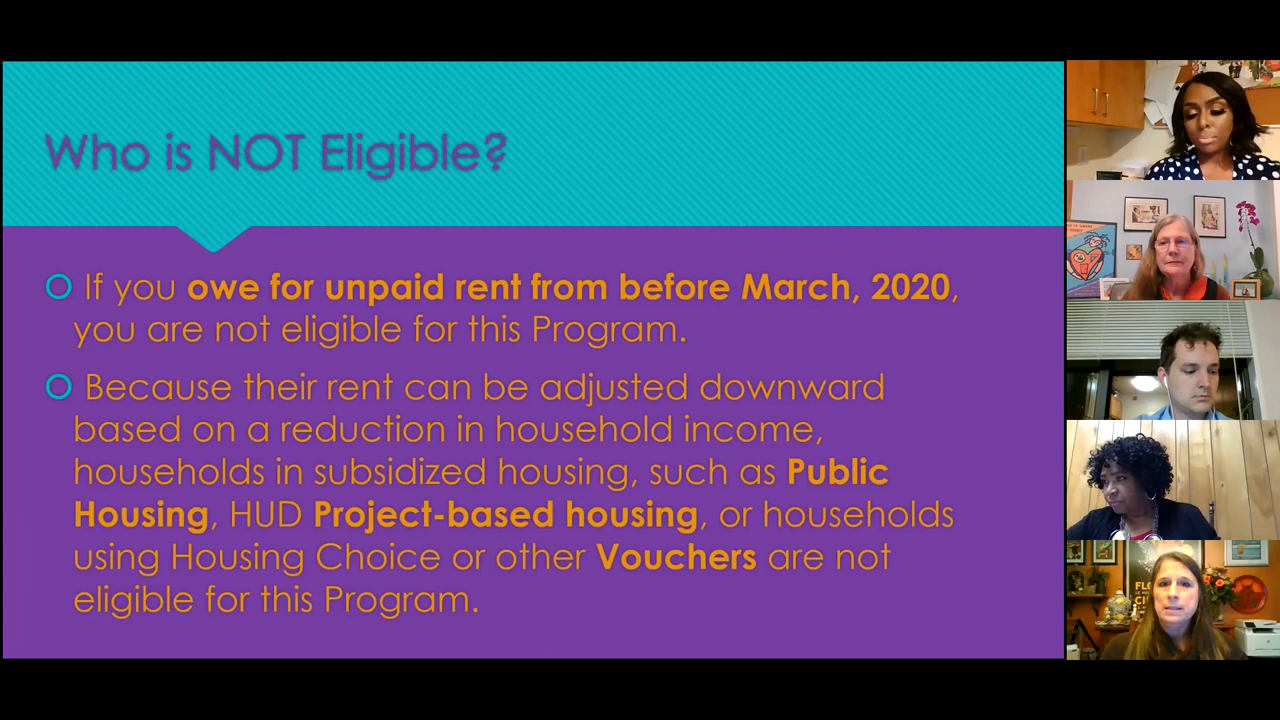 Who is NOT Eligible?
If you owe for unpaid rent from before March, 2020,
you are not eligible for this Program.
Because their rent can be adjusted downward
based on a reduction in household income,
households in subsidized housing, such as Public
Housing, HUD Project-based housing, or households
using Housing Choice or other Vouchers are not
eligible for this Program.